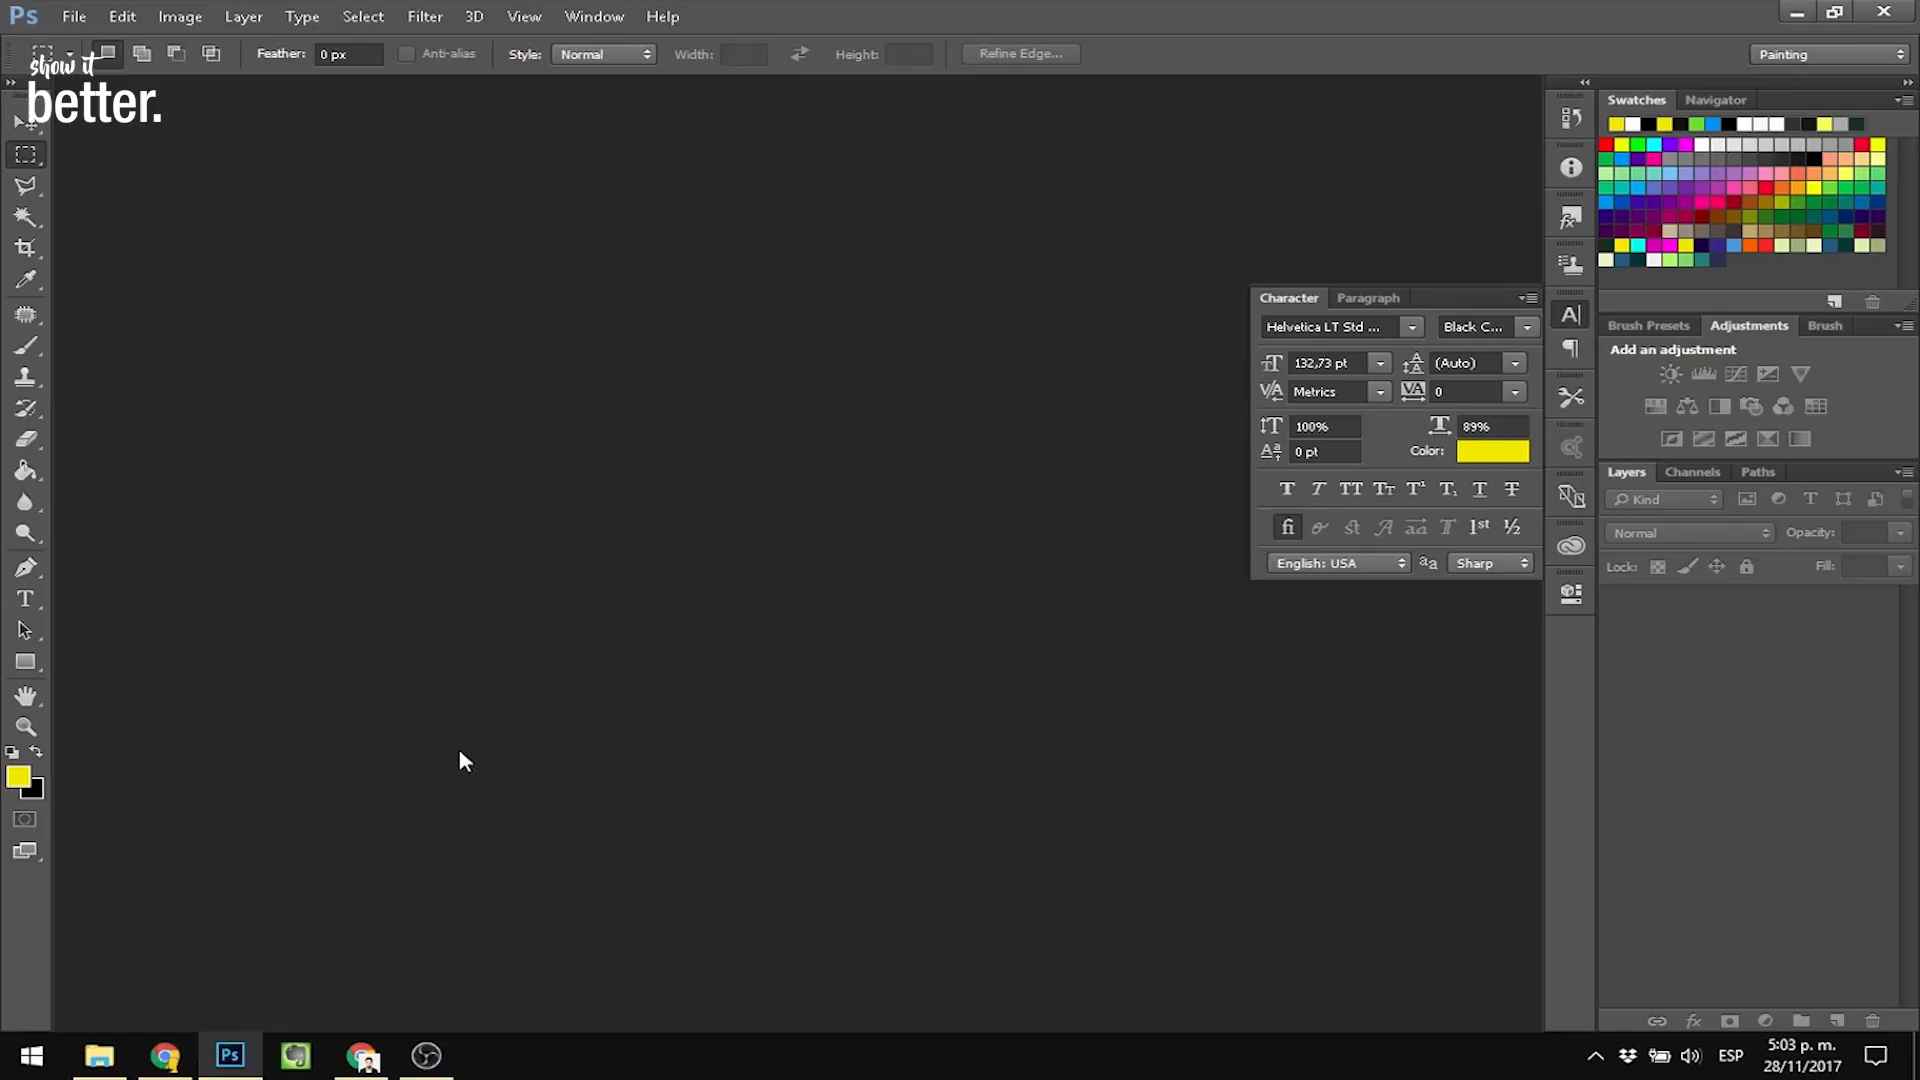 Ps File Edit Image Layer Type Select Filter 3D View Window Help
Feather: 0 px Anti-alias Style: Normal Width: Height: Refine Edge... Painting
show it
better.
Swatches Navigator
Character Paragraph
Helvetica LT Std ... Black C...
132,73 pt (Auto)
Metrics 0
100% 89%
0 pt Color:
English: USA Sharp
Brush Presets Adjustments Brush
Add an adjustment
Layers Channels Paths
Kind
Normal Opacity:
Lock: Fill:
Ps
ESP
5:03 p. m.
28/11/2017